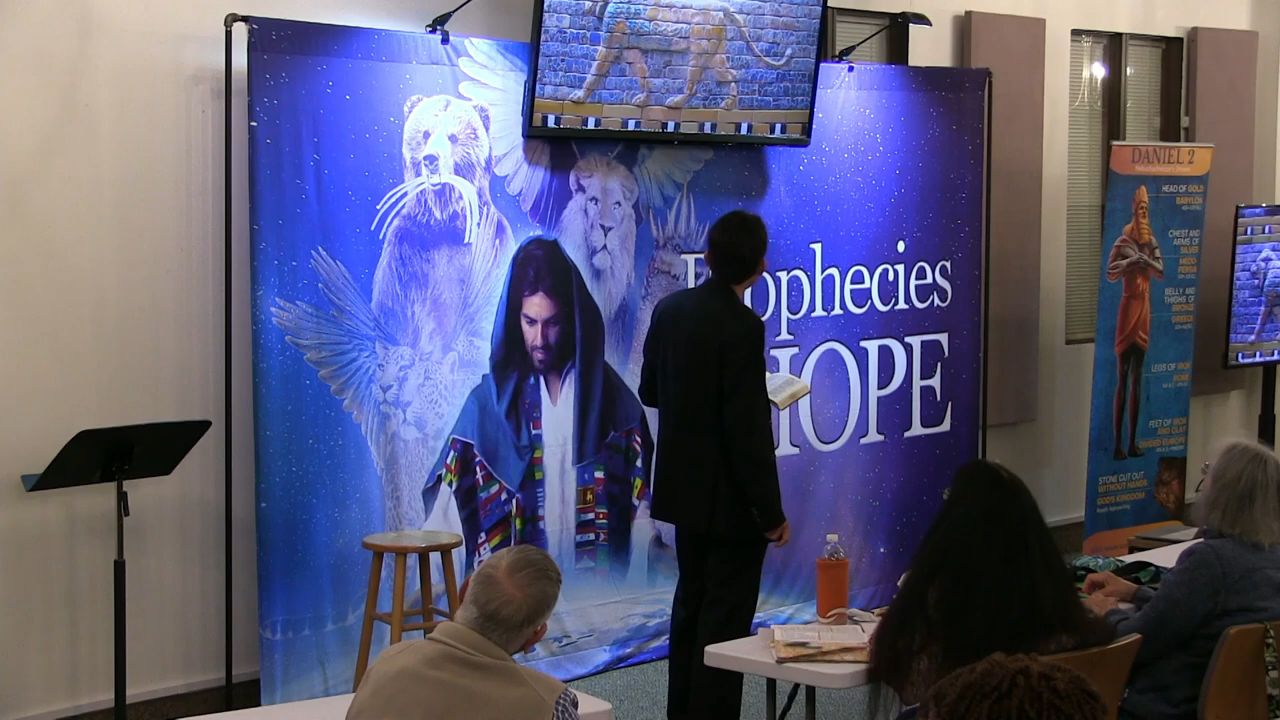 Prophecies
HOPE
DANIEL 2
HEAD OF GOLD
BABYLON
CHEST AND
ARMS OF
SILVER
MEDO-
PERSIA
BELLY AND
THIGHS OF
BRONZE
GREECE
LEGS OF IRON
ROME
FEET OF IRON
AND CLAY
DIVIDED EUROPE
STONE CUT OUT
WITHOUT HANDS
GOD'S KINGDOM